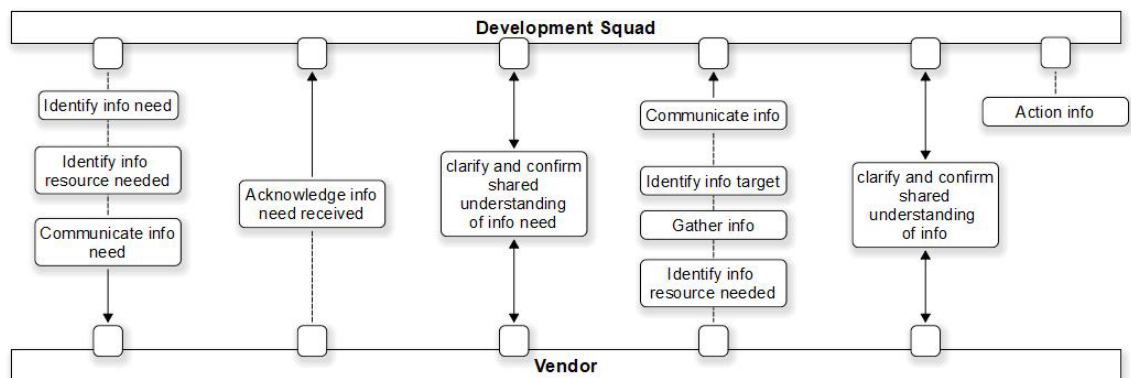 Development Squad
Identify info need
Identify info
resource needed
Communicate info
need
Acknowledge info
need received
clarify and confirm
shared
understanding
of info need
Communicate info
Identify info target
Gather info
Identify info
resource needed
clarify and confirm
shared
understanding
of info
Action info
Vendor